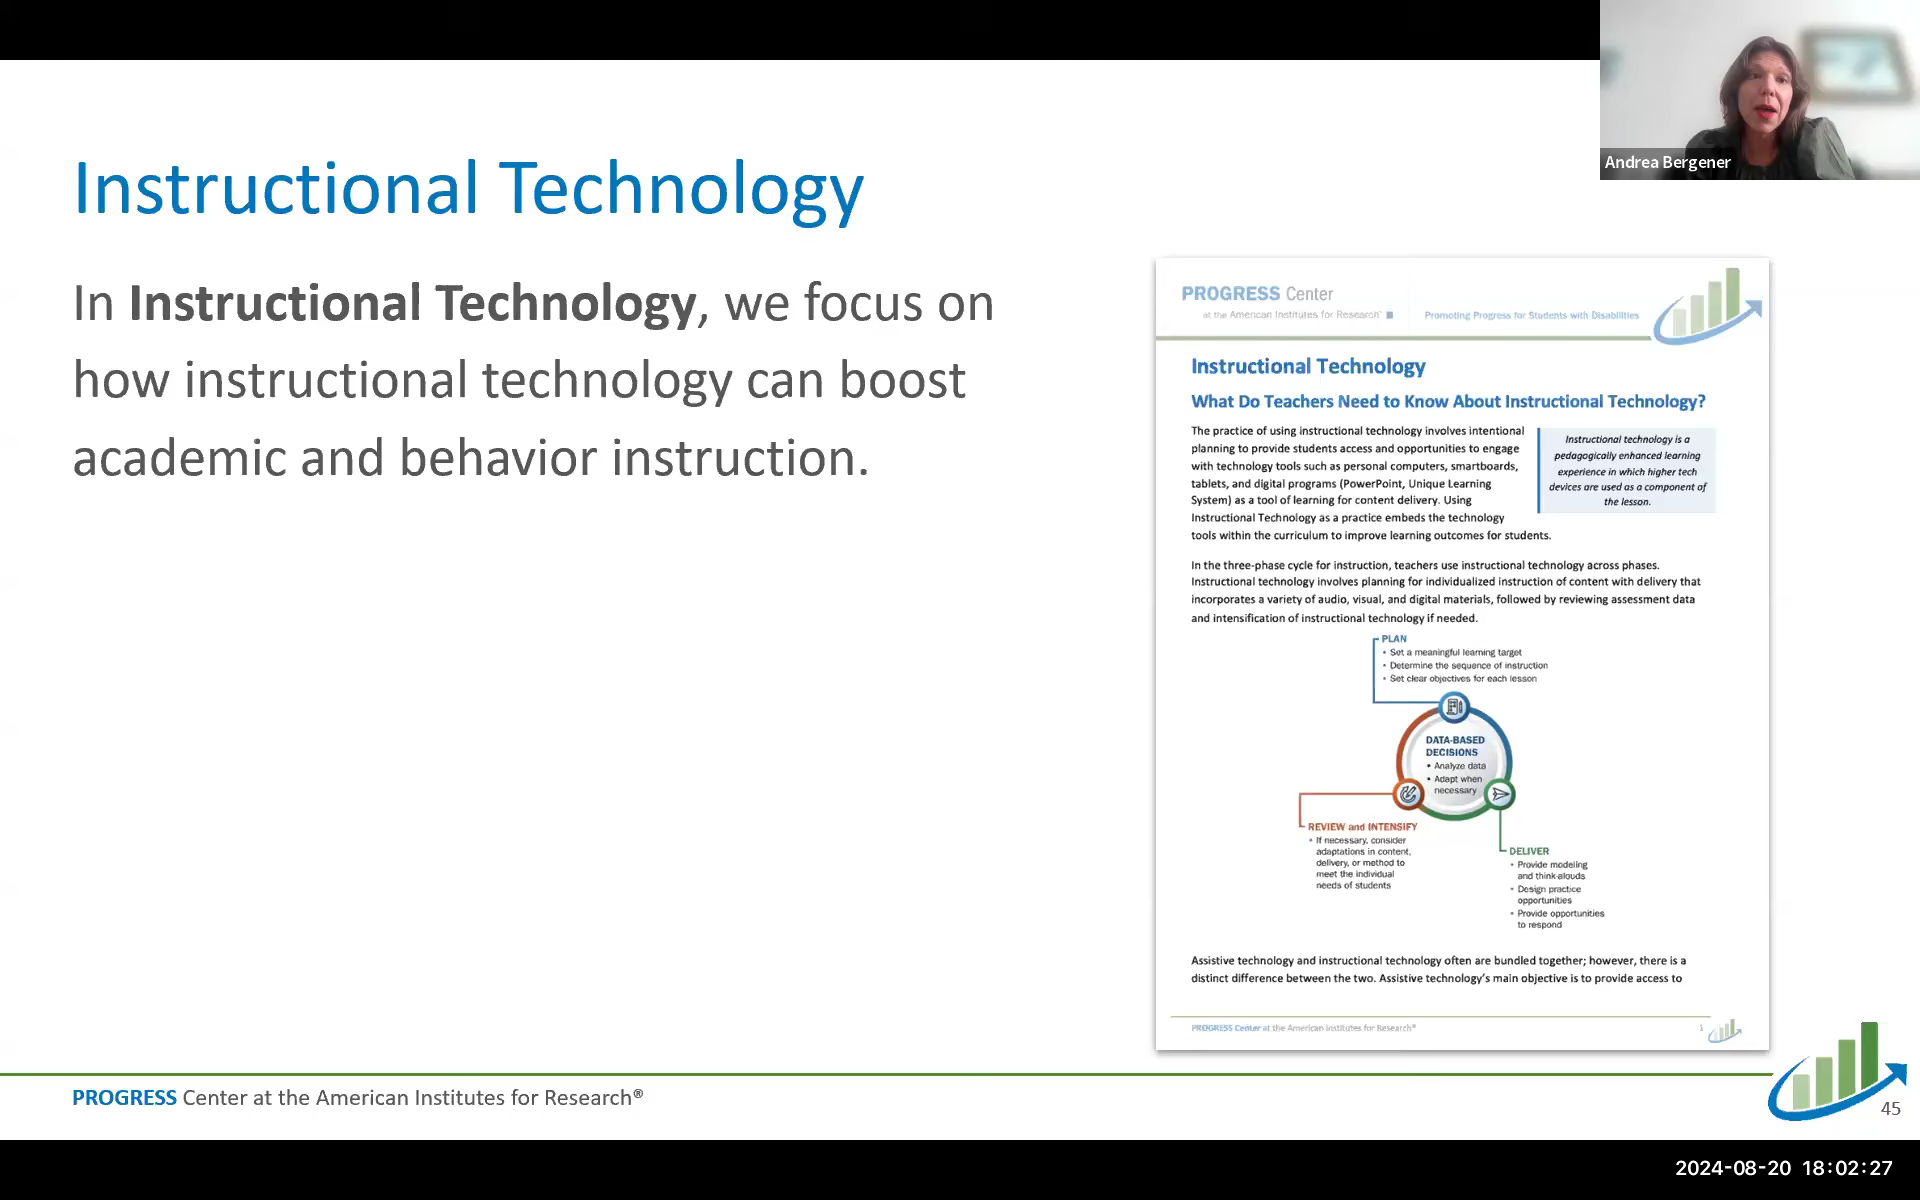 Andrea Bergener
Instructional Technology
In Instructional Technology, we focus on
how instructional technology can boost
academic and behavior instruction.
PROGRESS Center
at the American Institutes for Research®
Promoting Progress for Students with Disabilities
Instructional Technology
What Do Teachers Need to Know About Instructional Technology?
The practice of using instructional technology involves intentional
planning to provide students access and opportunities to engage
with technology tools such as personal computers, smartboards,
tablets, and digital programs (PowerPoint, Unique Learning
System) as a tool of learning for content delivery. Using
Instructional Technology as a practice embeds the technology
tools within the curriculum to improve learning outcomes for students.
Instructional technology is a
pedagogically enhanced learning
experience in which higher tech
devices are used as a component of
the lesson.
In the three-phase cycle for instruction, teachers use instructional technology across phases.
Instructional technology involves planning for individualized instruction of content with delivery that
incorporates a variety of audio, visual, and digital materials, followed by reviewing assessment data
and intensification of instructional technology if needed.
PLAN
• Set a meaningful learning target
• Determine the sequence of instruction
• Set clear objectives for each lesson
DATA-BASED
DECISIONS
• Analyze data
• Adapt when
necessary
REVIEW and INTENSIFY
• If necessary, consider
adaptations in content,
delivery, or method to
meet the individual
needs of students
DELIVER
• Provide modeling
and think-alouds
• Design practice
opportunities
• Provide opportunities
to respond
Assistive technology and instructional technology often are bundled together; however, there is a
distinct difference between the two. Assistive technology's main objective is to provide access to
PROGRESS Center at the American Institutes for Research®
1
PROGRESS Center at the American Institutes for Research®
45
2024-08-20 18:02:27